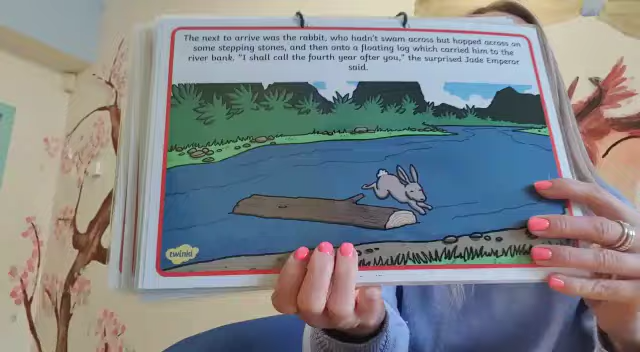 The next to arrive was the rabbit, who hadn't swam across but hopped across on
some stepping stones, and then onto a floating log which carried him to the
river bank. "I shall call the fourth year after you," the surprised Jade Emperor
said.
twinkl